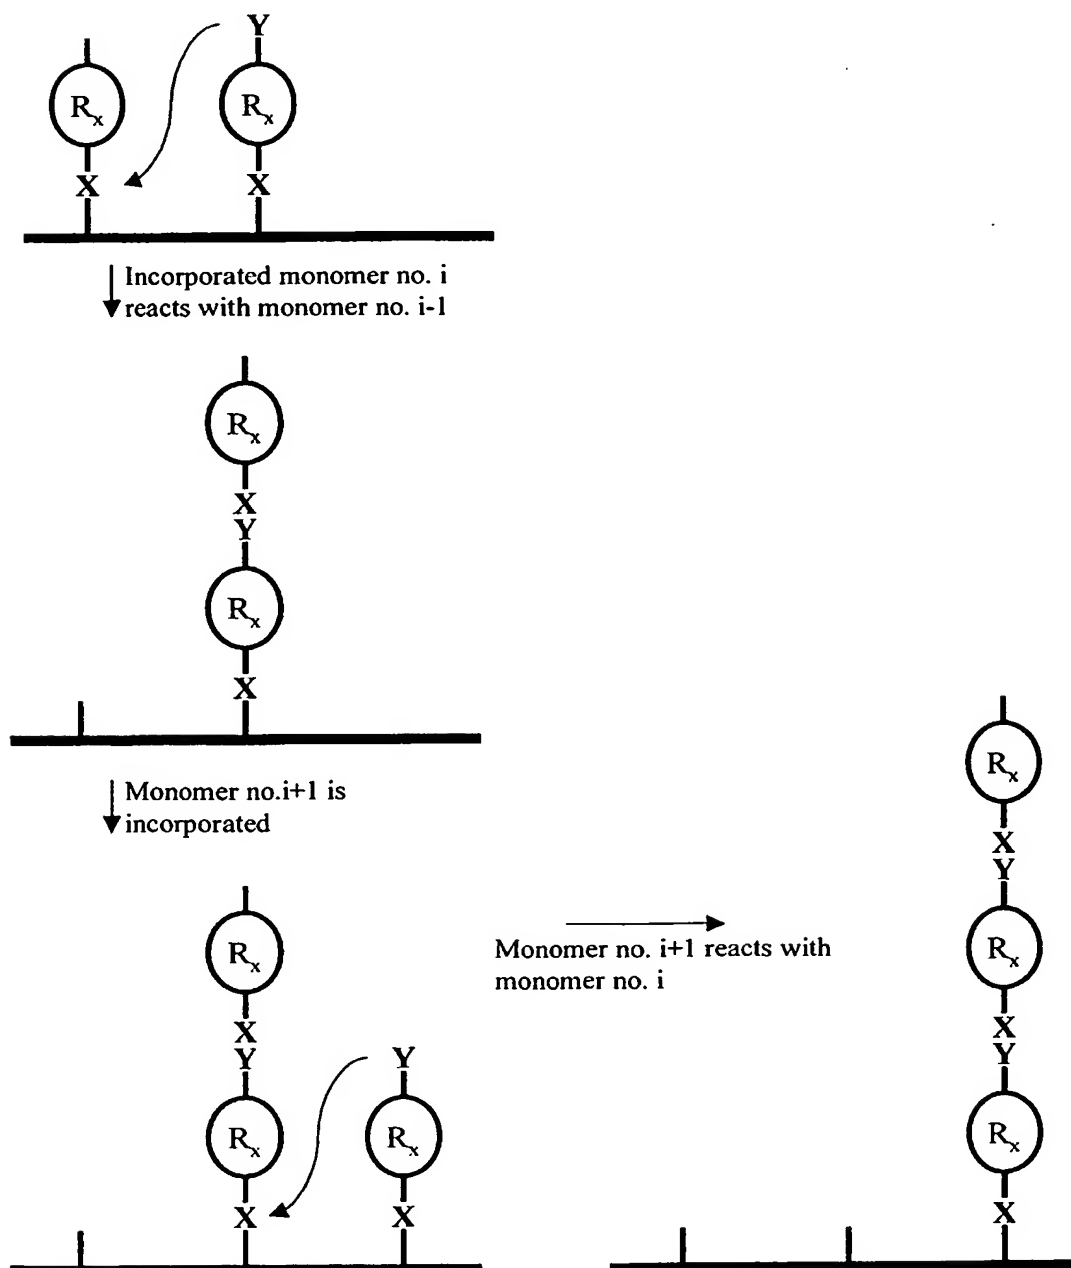 Y
Rx Rx
X X
Incorporated monomer no. i
reacts with monomer no. i-1
Rx
X
Y
Rx
X
Monomer no.i+1 is
incorporated
Rx
X
Y Y
Rx Rx
X X
Monomer no. i+1 reacts with
monomer no. i
Rx
X
Y
Rx
X
Y
Rx
X